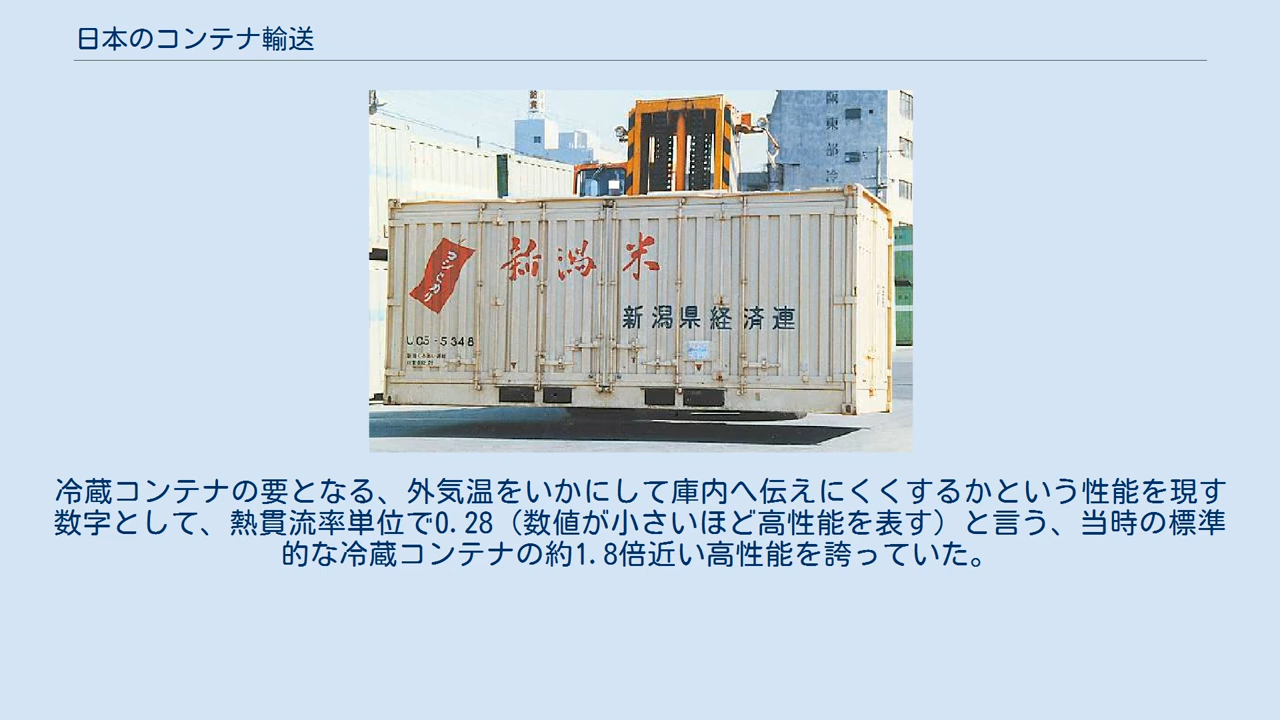 日本のコンテナ輸送
阪東部冷
コシヒカリ
新潟米
新潟県経済連
UC5-5348
冷蔵コンテナの要となる、外気温をいかにして庫内へ伝えにくくするかという性能を現す
数字として、熱貫流率単位で0.28（数値が小さいほど高性能を表す）と言う、当時の標準
的な冷蔵コンテナの約1.8倍近い高性能を誇っていた。